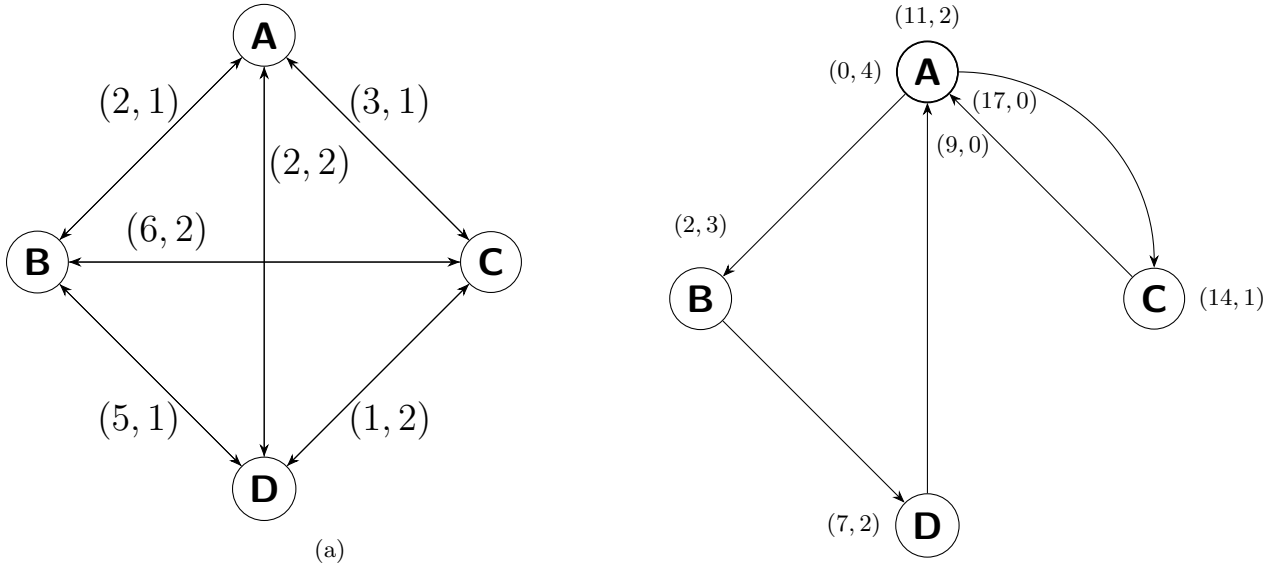 A
(2, 1)
(3, 1)
(2, 2)
B
(6, 2)
C
(5, 1)
(1, 2)
D
(a)
(11, 2)
(0, 4)
A
(17, 0)
(9, 0)
(2, 3)
B
C
(14, 1)
(7, 2)
D